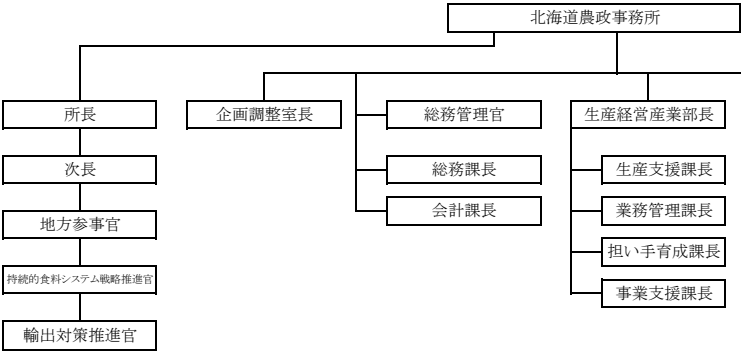 北海道農政事務所
所長
次長
地方参事官
持続的食料システム戦略推進官
輸出対策推進官
企画調整室長
総務管理官
総務課長
会計課長
生産経営産業部長
生産支援課長
業務管理課長
担い手育成課長
事業支援課長